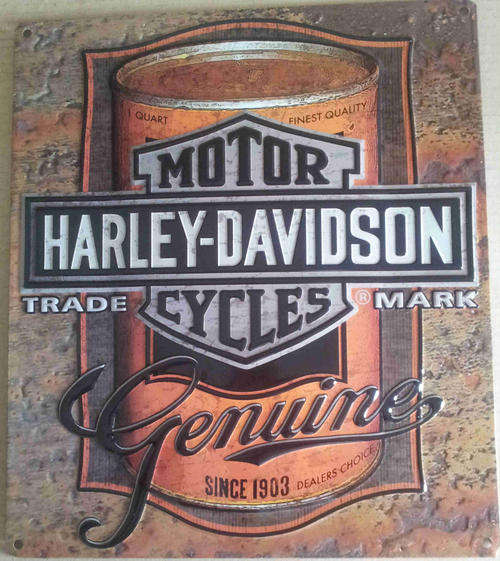 1 QUART FINEST QUALITY
MOTOR
HARLEY-DAVIDSON
TRADE CYCLES ® MARK
Genuine
SINCE 1903 DEALERS CHOICE